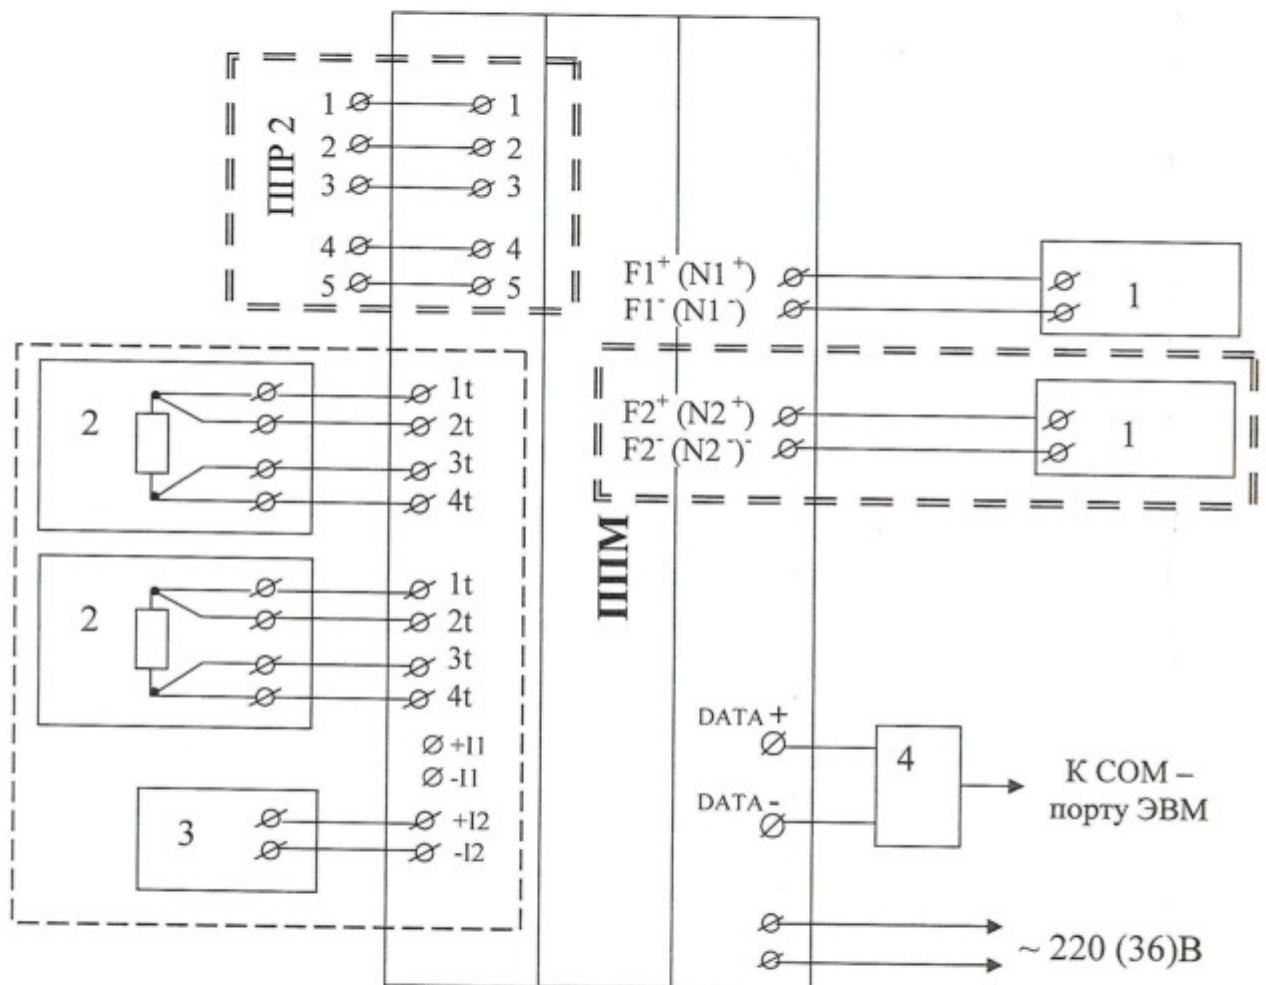 ППР 2
1 1
2 2
3 3
4 4
5 5
F1⁺ (N1⁺)
F1⁻ (N1⁻)
1
2
1t
2t
3t
4t
F2⁺ (N2⁺)
F2⁻ (N2⁻)⁻
1
ППМ
2
1t
2t
3t
4t
+I1
-I1
3
+I2
-I2
DATA +
DATA -
4
К СОМ –
порту ЭВМ
~ 220 (36)В